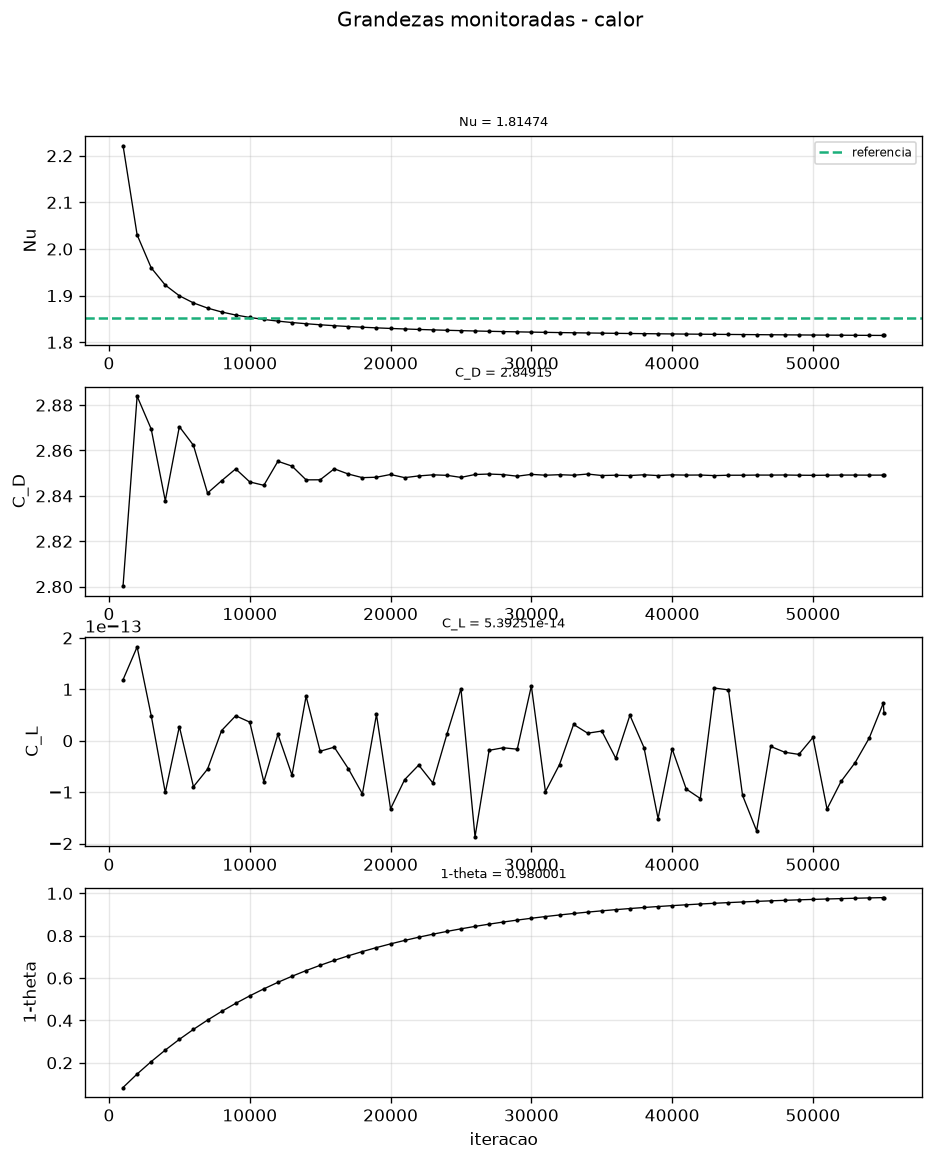 Grandezas monitoradas - calor
Nu = 1.81474
Nu
2.2
2.1
2.0
1.9
1.8
referencia
0 10000 20000 30000 40000 50000
C_D = 2.84915
C_D
2.88
2.86
2.84
2.82
2.80
0 10000 20000 30000 40000 50000
1e−13
C_L = 5.39251e-14
C_L
2
1
0
−1
−2
0 10000 20000 30000 40000 50000
1-theta = 0.980001
1-theta
1.0
0.8
0.6
0.4
0.2
0 10000 20000 30000 40000 50000
iteracao